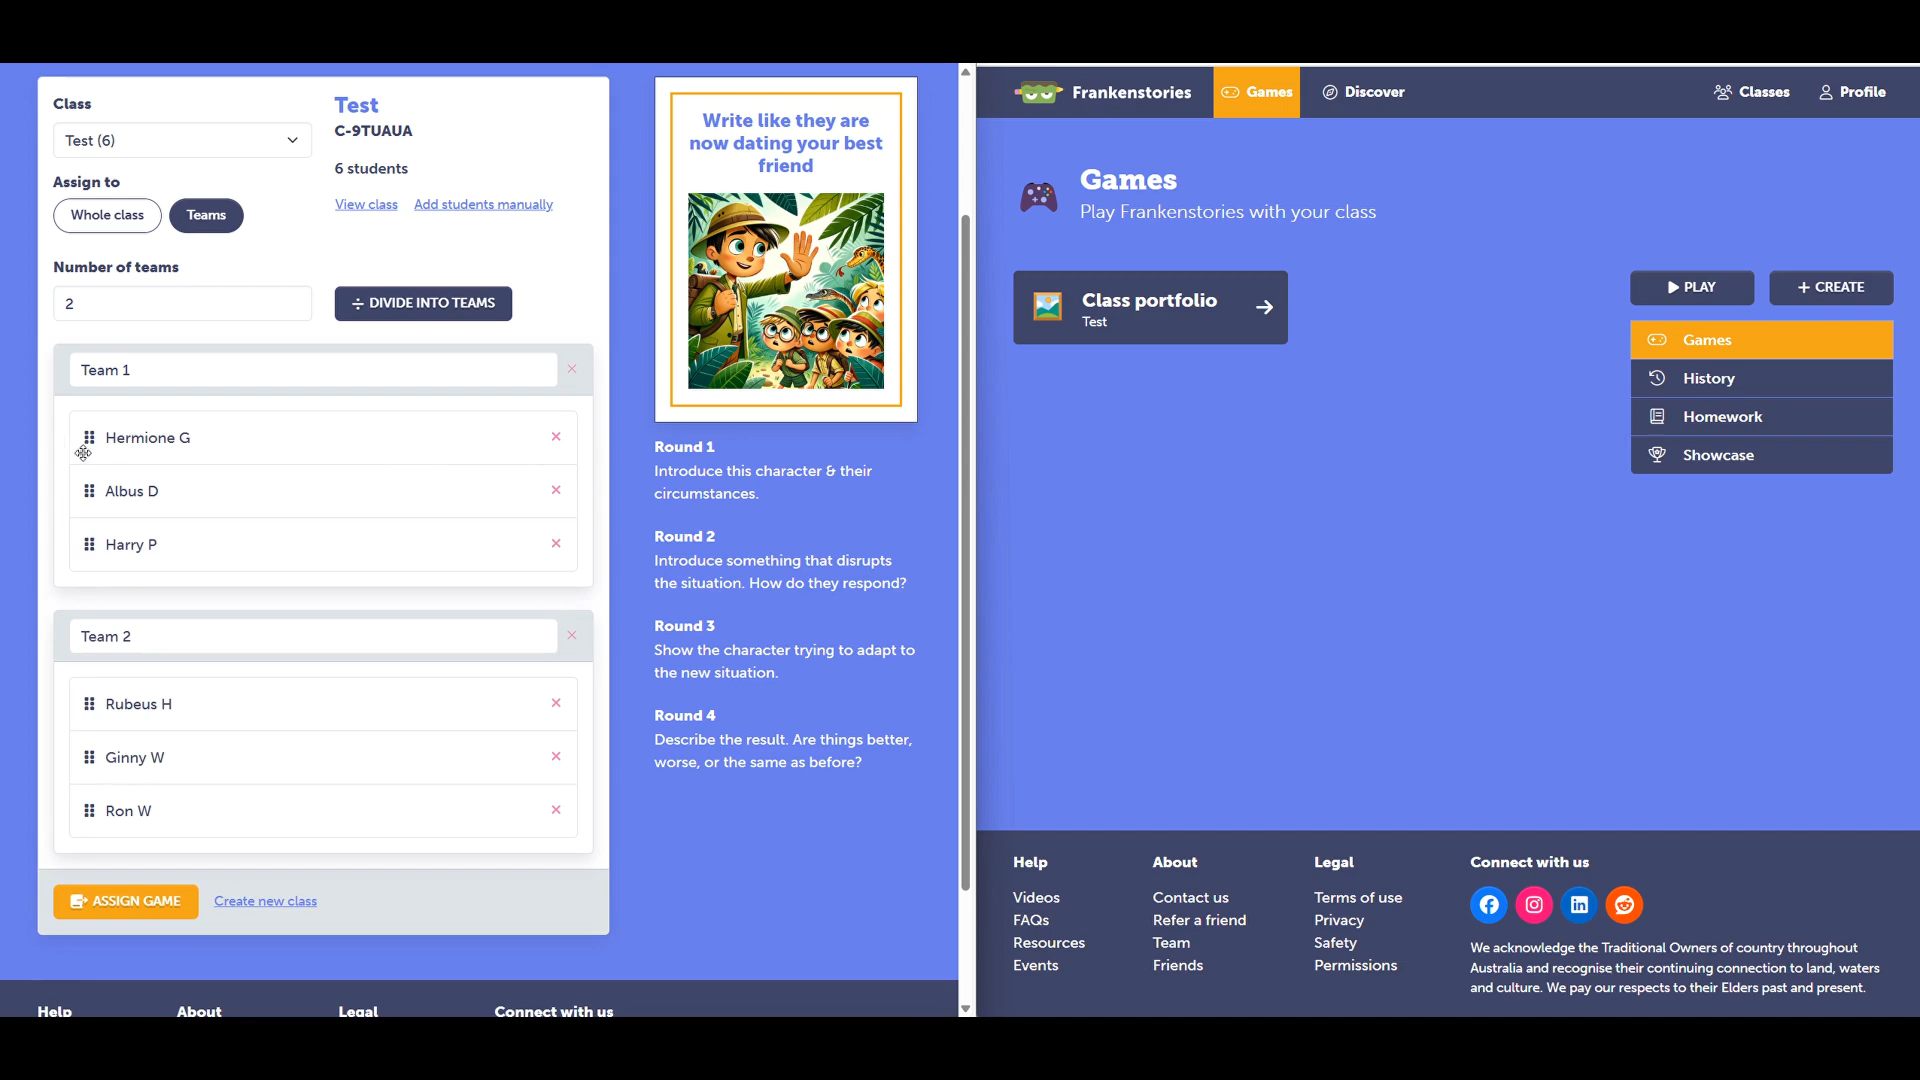 Class
Test (6)
Assign to
Whole class
Teams
Test
C-9TUAUA
6 students
View class
Add students manually
Number of teams
2
÷ DIVIDE INTO TEAMS
Team 1
Hermione G
Albus D
Harry P
Team 2
Rubeus H
Ginny W
Ron W
ASSIGN GAME
Create new class
Write like they are
now dating your best
friend
Round 1
Introduce this character & their
circumstances.
Round 2
Introduce something that disrupts
the situation. How do they respond?
Round 3
Show the character trying to adapt to
the new situation.
Round 4
Describe the result. Are things better,
worse, or the same as before?
Help
About
Legal
Connect with us
Frankenstories
Games
Discover
Classes
Profile
Games
Play Frankenstories with your class
Class portfolio
Test
PLAY
+ CREATE
Games
History
Homework
Showcase
Help
Videos
FAQs
Resources
Events
About
Contact us
Refer a friend
Team
Friends
Legal
Terms of use
Privacy
Safety
Permissions
Connect with us
We acknowledge the Traditional Owners of country throughout
Australia and recognise their continuing connection to land, waters
and culture. We pay our respects to their Elders past and present.